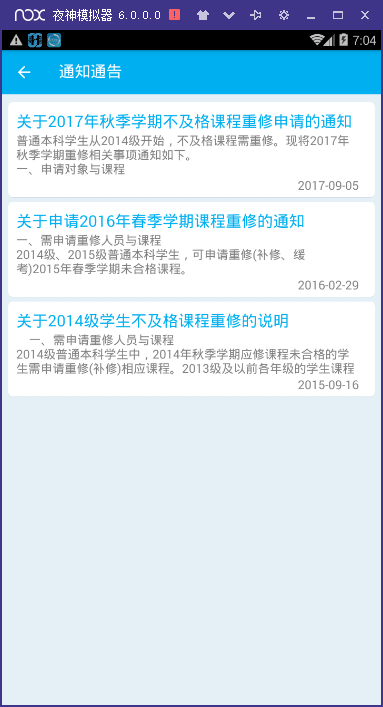 nox 夜神模拟器 6.0.0.0
7:04
通知通告
关于2017年秋季学期不及格课程重修申请的通知
普通本科学生从2014级开始，不及格课程需重修。现将2017年
秋季学期重修相关事项通知如下。
一、申请对象与课程
2017-09-05
关于申请2016年春季学期课程重修的通知
一、需申请重修人员与课程
2014级、2015级普通本科学生，可申请重修(补修、缓
考)2015年春季学期未合格课程。
2016-02-29
关于2014级学生不及格课程重修的说明
一、需申请重修人员与课程
2014级普通本科学生中，2014年秋季学期应修课程未合格的学
生需申请重修(补修)相应课程。2013级及以前各年级的学生课程
2015-09-16